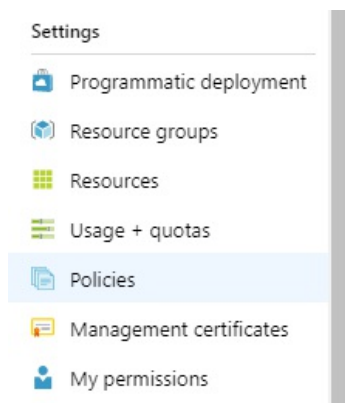 Settings
Programmatic deployment
Resource groups
Resources
Usage + quotas
Policies
Management certificates
My permissions